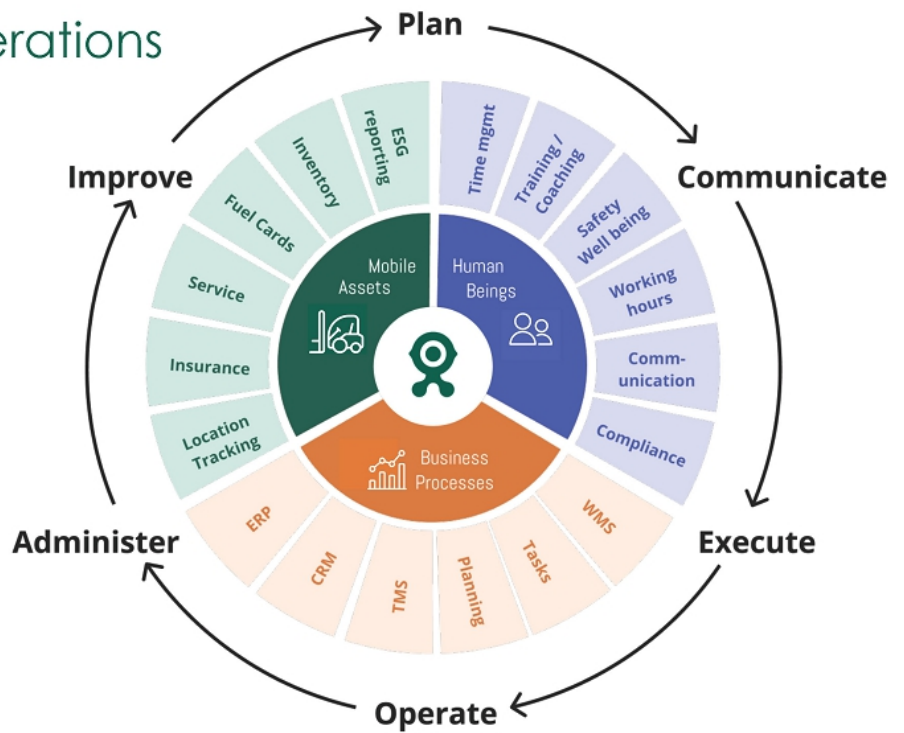 erations
Plan
Communicate
Execute
Operate
Administer
Improve
Time mgmt
Training /
Coaching
Safety
Well being
Working
hours
Comm-
unication
Compliance
WMS
Tasks
Planning
TMS
CRM
ERP
Location
Tracking
Insurance
Service
Fuel Cards
Inventory
ESG
reporting
Mobile
Assets
Human
Beings
Business
Processes